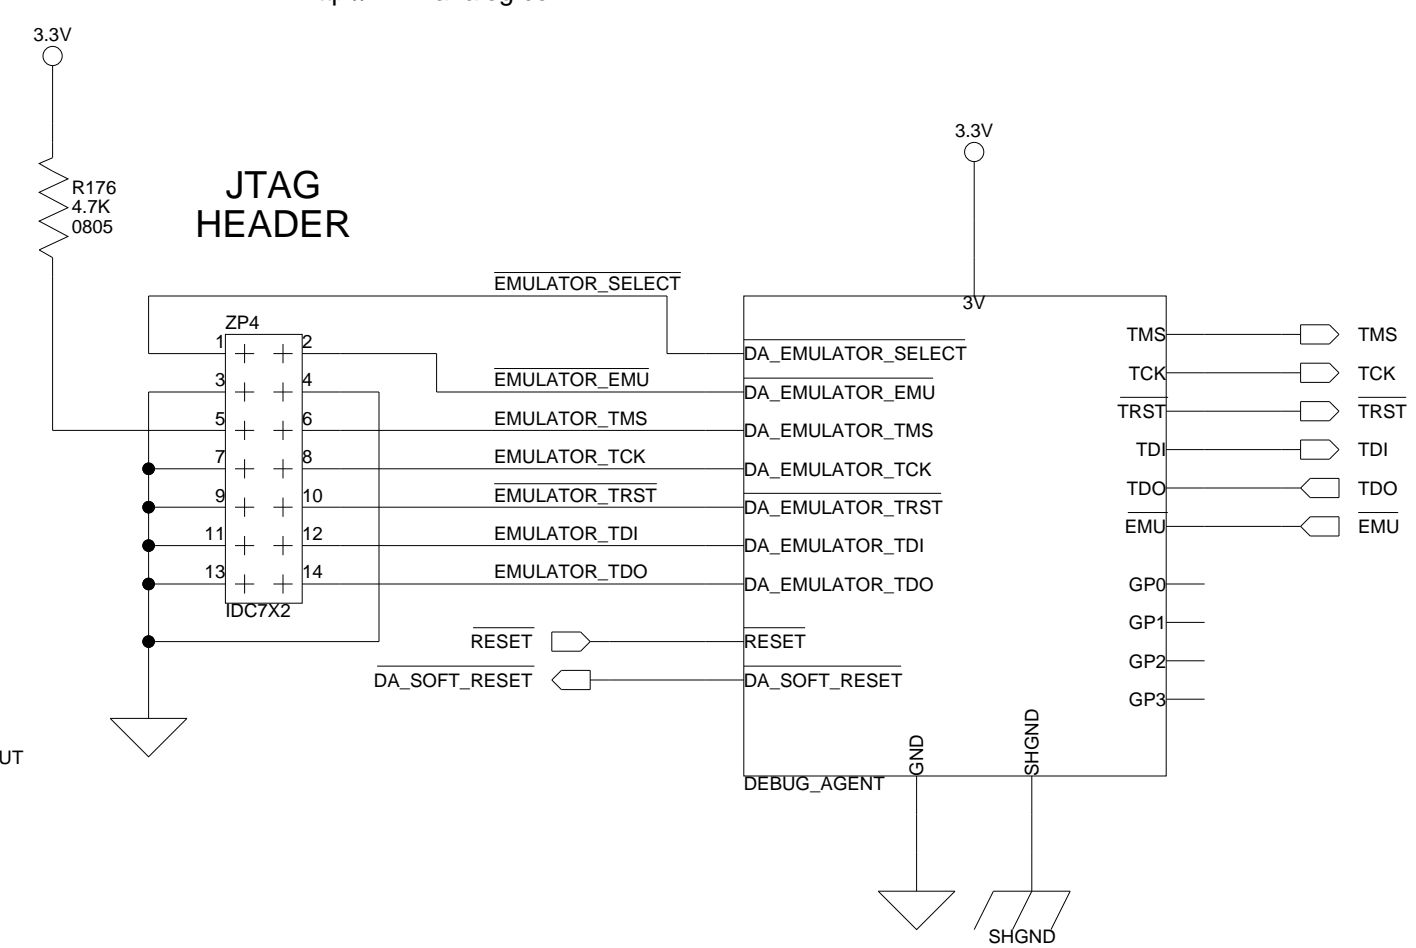 3.3V
3.3V
R176
4.7K
0805
JTAG
HEADER
EMULATOR_SELECT
3V
ZP4
1 2
TMS TMS
DA_EMULATOR_SELECT
3 4
EMULATOR_EMU
TCK TCK
DA_EMULATOR_EMU
5 6
EMULATOR_TMS
TRST TRST
DA_EMULATOR_TMS
7 8
EMULATOR_TCK
TDI TDI
DA_EMULATOR_TCK
9 10
EMULATOR_TRST
TDO TDO
DA_EMULATOR_TRST
11 12
EMULATOR_TDI
EMU EMU
DA_EMULATOR_TDI
13 14
EMULATOR_TDO
DA_EMULATOR_TDO
GP0
IDC7X2
GP1
RESET
RESET
GP2
DA_SOFT_RESET
DA_SOFT_RESET
GP3
GND
SHGND
UT
DEBUG_AGENT
SHGND